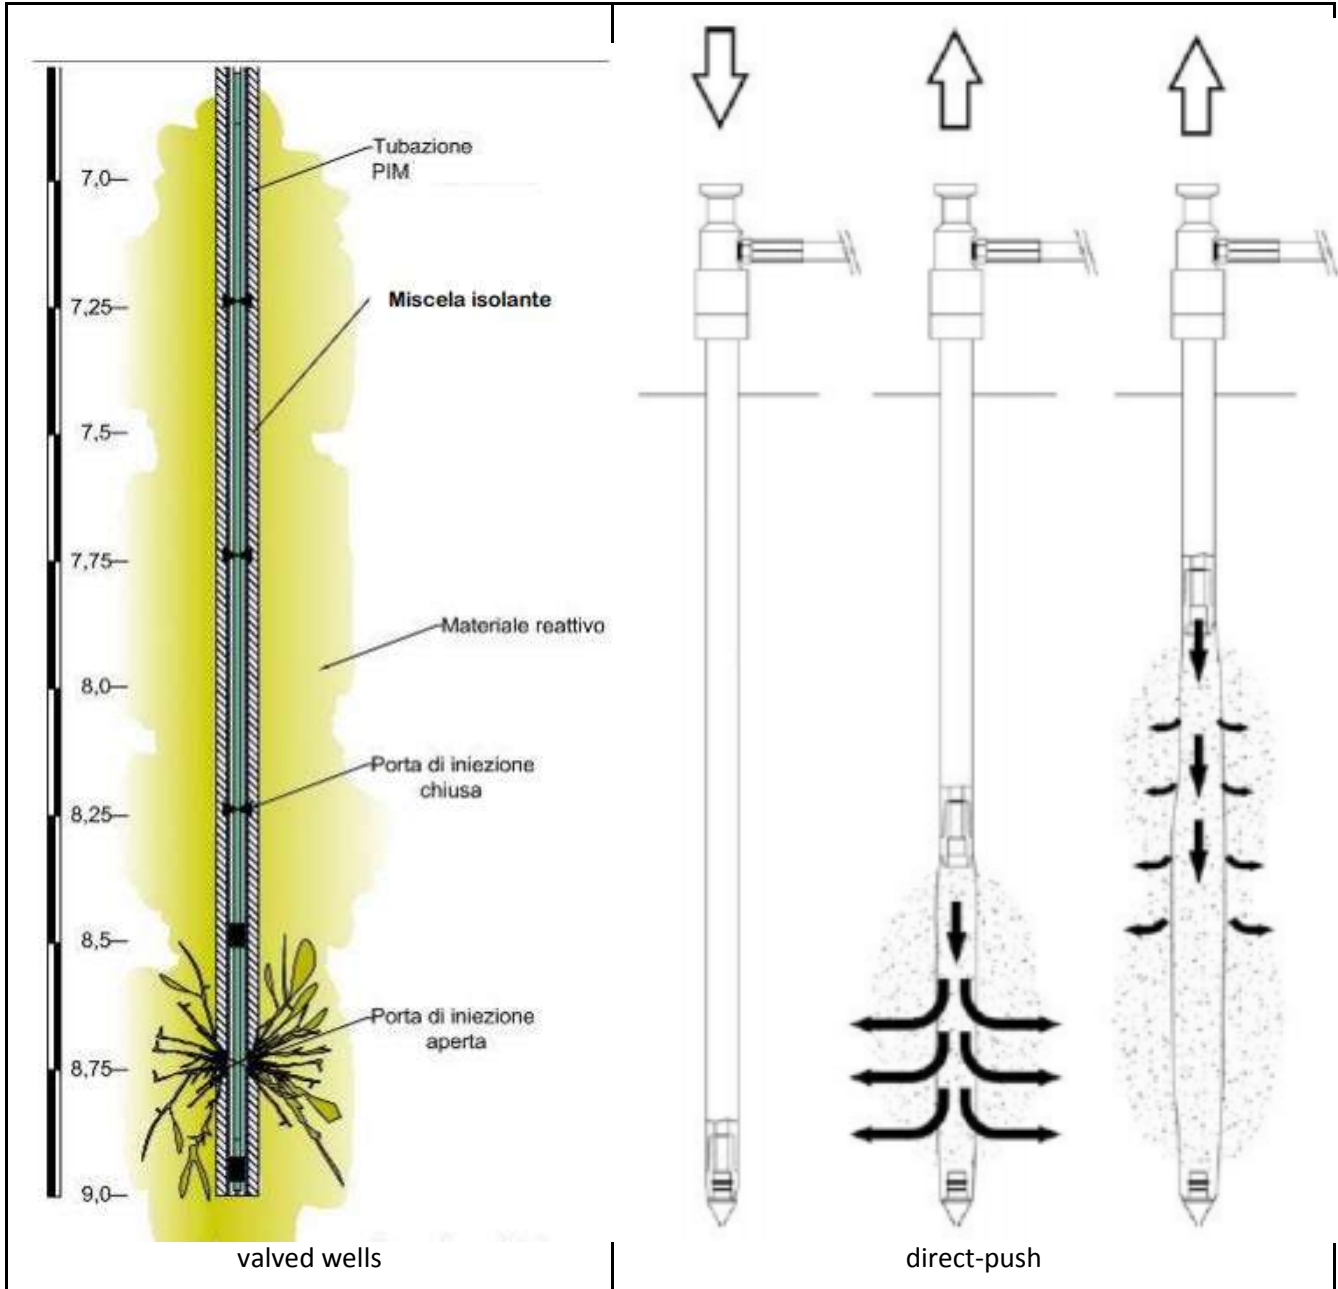 Tubazione
PIM
7,0
Miscela isolante
7,25
7,5
7,75
Materiale reattivo
8,0
Porta di iniezione
chiusa
8,25
8,5
Porta di iniezione
aperta
8,75
9,0
valved wells
direct-push